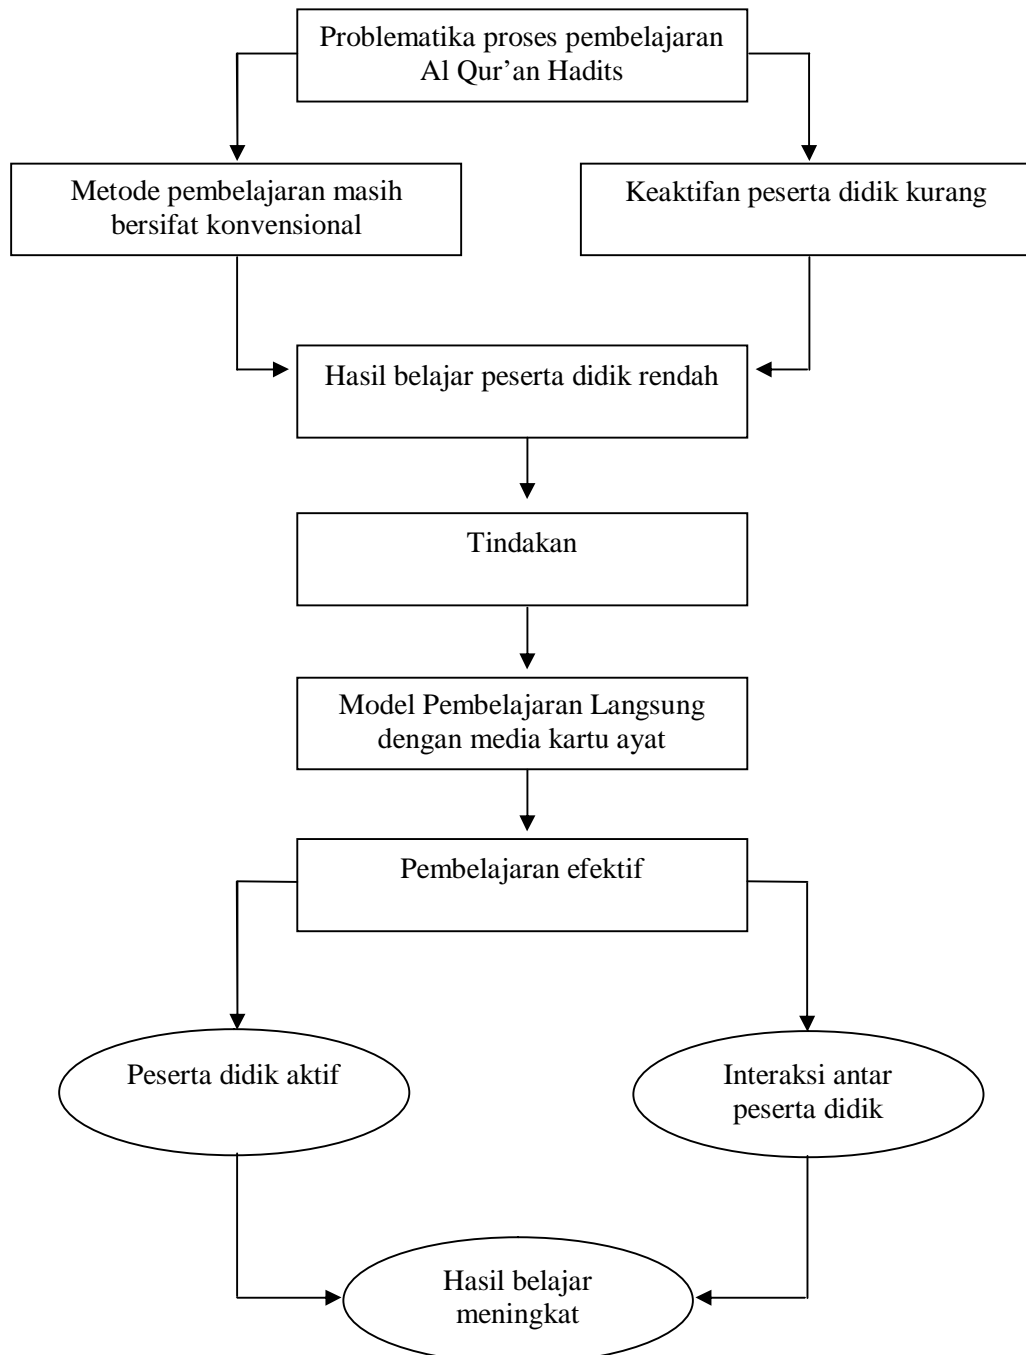 Problematika proses pembelajaran
Al Qur’an Hadits
Metode pembelajaran masih
bersifat konvensional
Keaktifan peserta didik kurang
Hasil belajar peserta didik rendah
Tindakan
Model Pembelajaran Langsung
dengan media kartu ayat
Pembelajaran efektif
Peserta didik aktif
Interaksi antar
peserta didik
Hasil belajar
meningkat